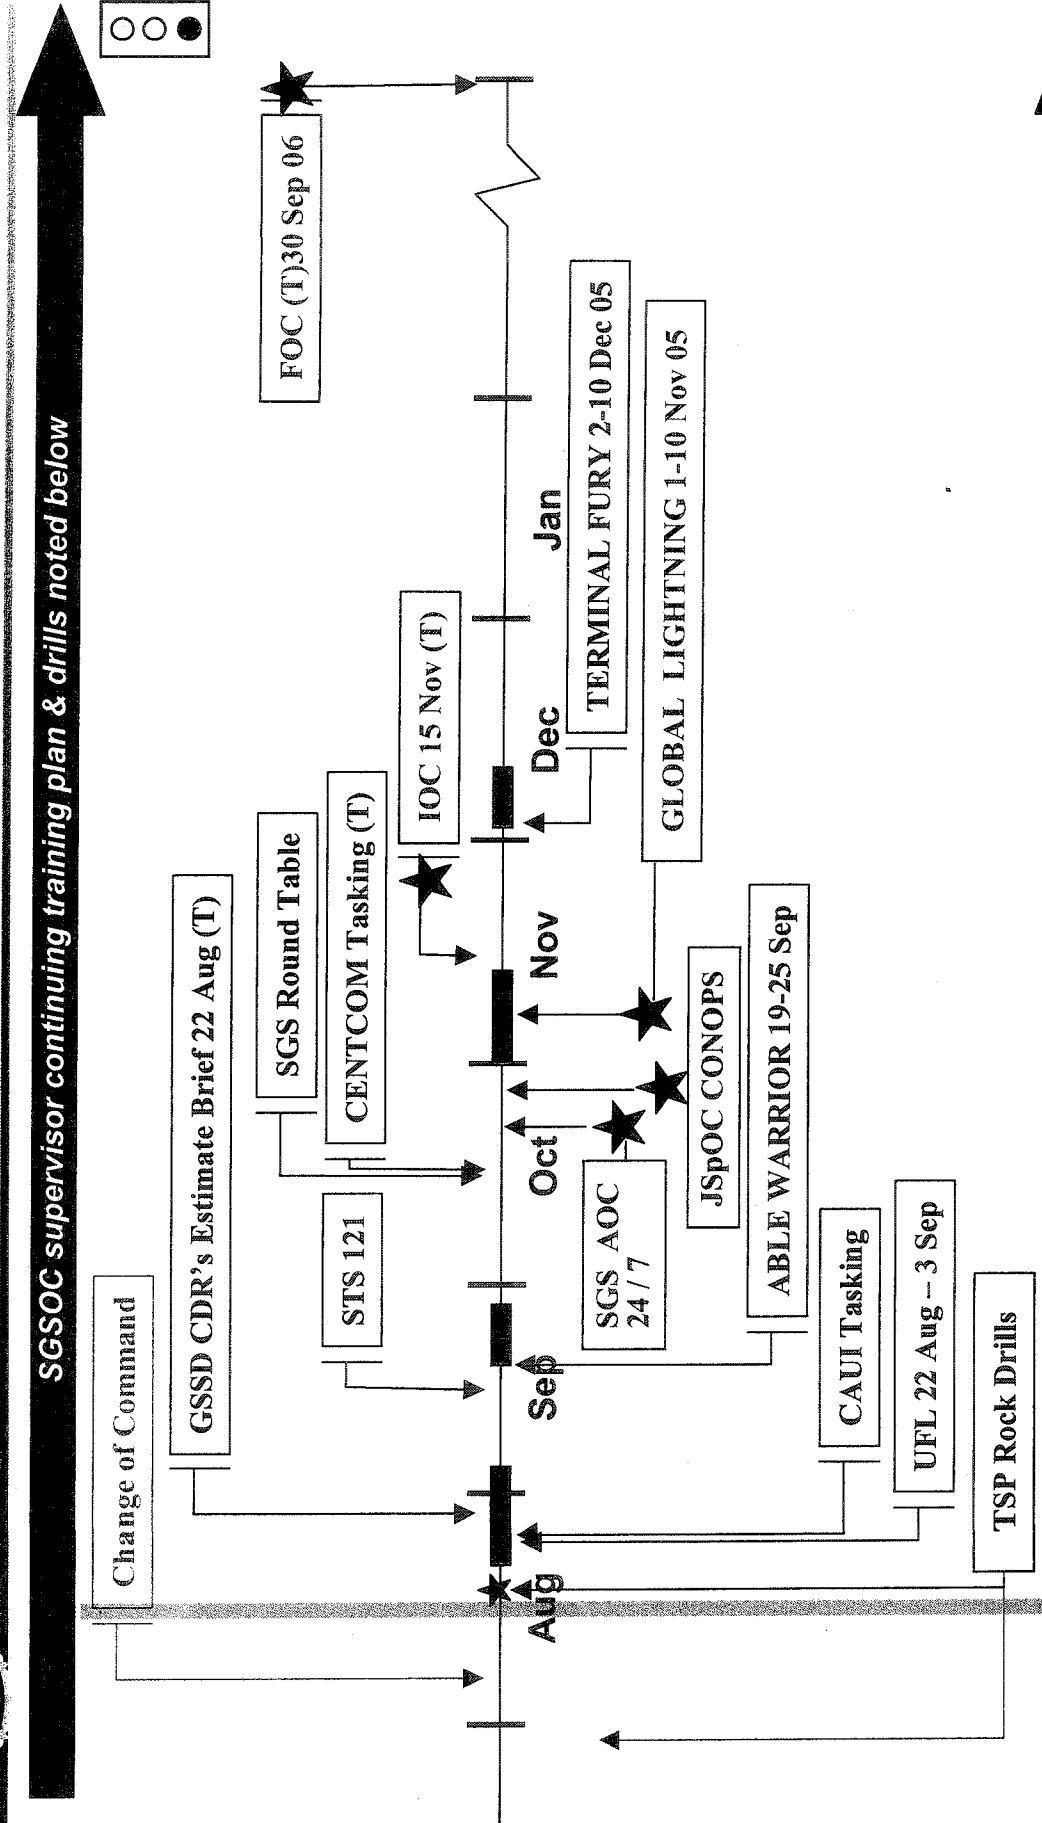 SGSOC supervisor continuing training plan & drills noted below
Change of Command
GSSD CDR's Estimate Brief 22 Aug (T)
SGS Round Table
FOC (T)30 Sep 06
STS 121
CENTCOM Tasking (T)
IOC 15 Nov (T)
Aug
Sep
Oct
Nov
Dec
Jan
TERMINAL FURY 2-10 Dec 05
SGS AOC
24 / 7
GLOBAL LIGHTNING 1-10 Nov 05
JSpOC CONOPS
ABLE WARRIOR 19-25 Sep
CAUI Tasking
UFL 22 Aug – 3 Sep
TSP Rock Drills